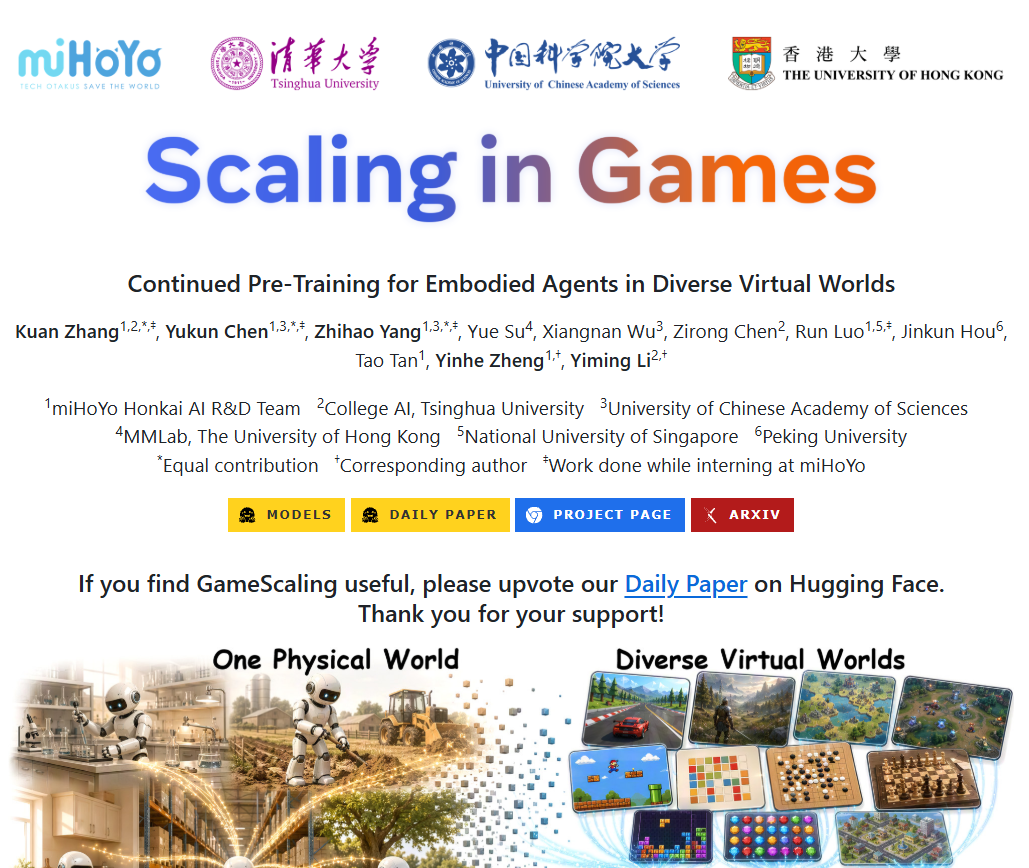 miHoYo
TECH OTAKUS SAVE THE WORLD
清華大学
Tsinghua University
中国科学院大学
University of Chinese Academy of Sciences
香港大學
THE UNIVERSITY OF HONG KONG
Scaling in Games
Continued Pre-Training for Embodied Agents in Diverse Virtual Worlds
Kuan Zhang1,2,*,‡, Yukun Chen1,3,*,‡, Zhihao Yang1,3,*,‡, Yue Su4, Xiangnan Wu3, Zirong Chen2, Run Luo1,5,‡, Jinkun Hou6,
Tao Tan1, Yinhe Zheng1,†, Yiming Li2,†
1miHoYo Honkai AI R&D Team 2College AI, Tsinghua University 3University of Chinese Academy of Sciences
4MMLab, The University of Hong Kong 5National University of Singapore 6Peking University
*Equal contribution †Corresponding author ‡Work done while interning at miHoYo
MODELS DAILY PAPER PROJECT PAGE ARXIV
If you find GameScaling useful, please upvote our Daily Paper on Hugging Face.
Thank you for your support!
One Physical World
Diverse Virtual Worlds